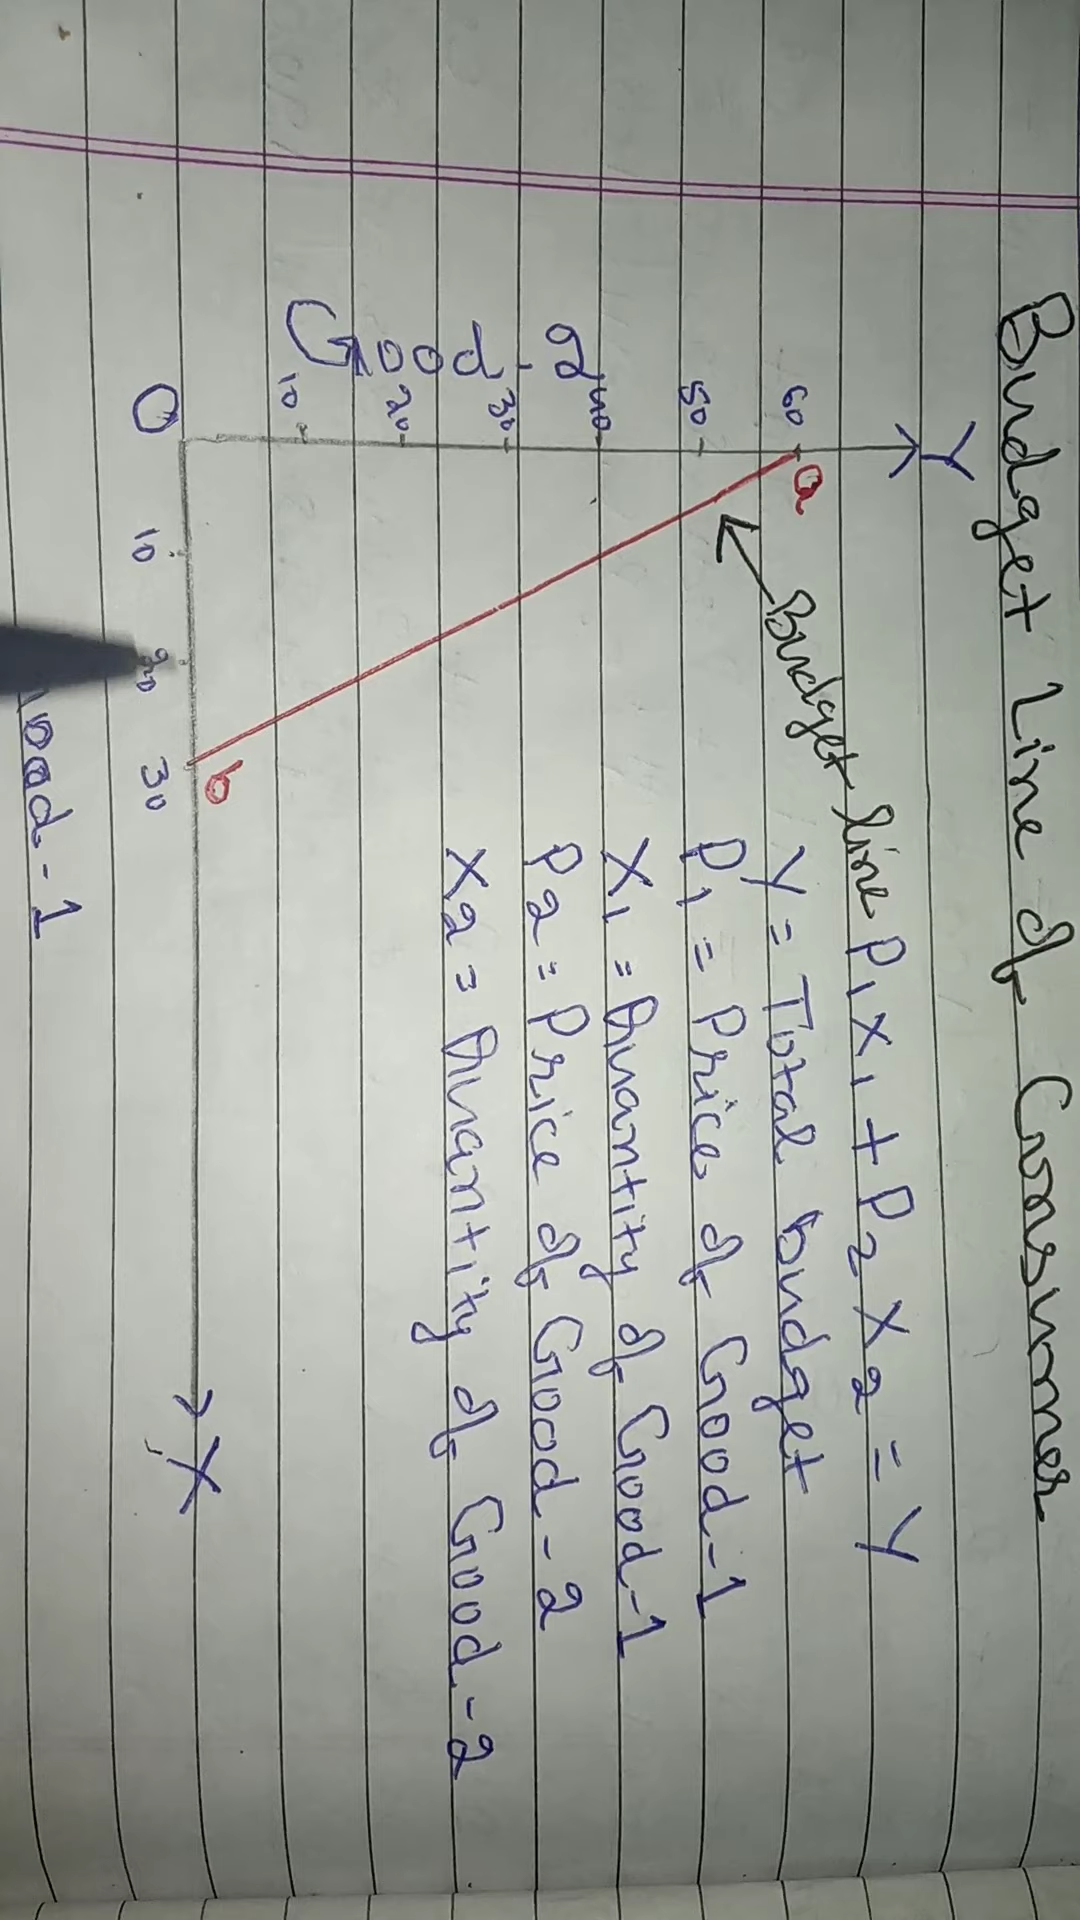 Budget Line of Consumer
Y
60 a
50
40
30
20
10
O
Good-2
Budget line P1X1 + P2X2 = Y
Y = Total budget
P1 = Price of Good-1
X1 = Quantity of Good-1
P2 = Price of Good-2
X2 = Quantity of Good-2
b
10 20 30
X
ood-1